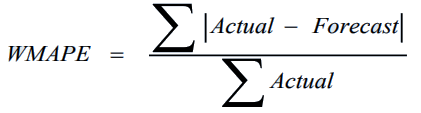 ∑ |Actual − Forecast|
WMAPE =
∑ Actual